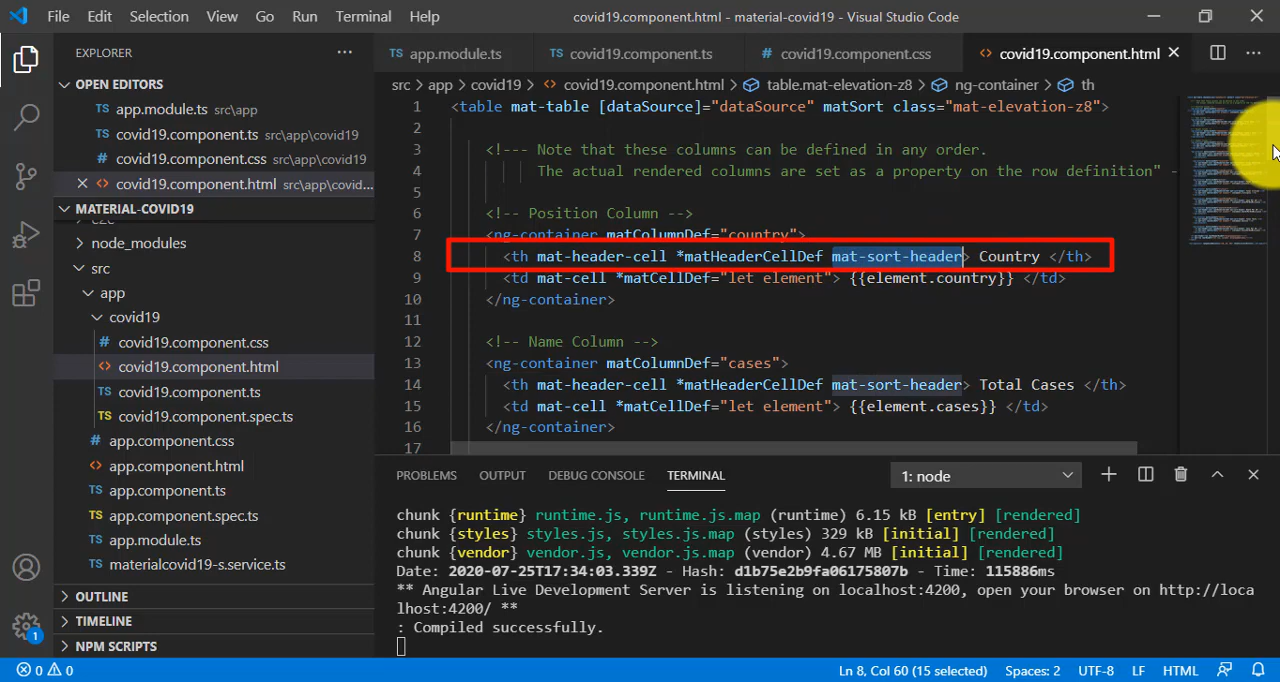 File Edit Selection View Go Run Terminal Help
covid19.component.html - material-covid19 - Visual Studio Code
EXPLORER
OPEN EDITORS
app.module.ts src\app
covid19.component.ts src\app\covid19
# covid19.component.css src\app\covid19
covid19.component.html src\app\covid...
MATERIAL-COVID19
node_modules
src
app
covid19
# covid19.component.css
<> covid19.component.html
TS covid19.component.ts
TS covid19.component.spec.ts
# app.component.css
<> app.component.html
TS app.component.ts
TS app.component.spec.ts
TS app.module.ts
TS materialcovid19-s.service.ts
OUTLINE
TIMELINE
NPM SCRIPTS
TS app.module.ts
TS covid19.component.ts
# covid19.component.css
<> covid19.component.html
src > app > covid19 > <> covid19.component.html > table.mat-elevation-z8 > ng-container > th
1 <table mat-table [dataSource]="dataSource" matSort class="mat-elevation-z8">
2
3 <!--- Note that these columns can be defined in any order.
4 The actual rendered columns are set as a property on the row definition" -
5
6 <!-- Position Column -->
7 <ng-container matColumnDef="country">
8 <th mat-header-cell *matHeaderCellDef mat-sort-header> Country </th>
9 <td mat-cell *matCellDef="let element"> {{element.country}} </td>
10 </ng-container>
11
12 <!-- Name Column -->
13 <ng-container matColumnDef="cases">
14 <th mat-header-cell *matHeaderCellDef mat-sort-header> Total Cases </th>
15 <td mat-cell *matCellDef="let element"> {{element.cases}} </td>
16 </ng-container>
17
PROBLEMS OUTPUT DEBUG CONSOLE TERMINAL
1: node
chunk {runtime} runtime.js, runtime.js.map (runtime) 6.15 kB [entry] [rendered]
chunk {styles} styles.js, styles.js.map (styles) 329 kB [initial] [rendered]
chunk {vendor} vendor.js, vendor.js.map (vendor) 4.67 MB [initial] [rendered]
Date: 2020-07-25T17:34:03.339Z - Hash: d1b75e2b9fa06175807b - Time: 115886ms
** Angular Live Development Server is listening on localhost:4200, open your browser on http://loca
lhost:4200/ **
: Compiled successfully.
1
0 0
Ln 8, Col 60 (15 selected) Spaces: 2 UTF-8 LF HTML